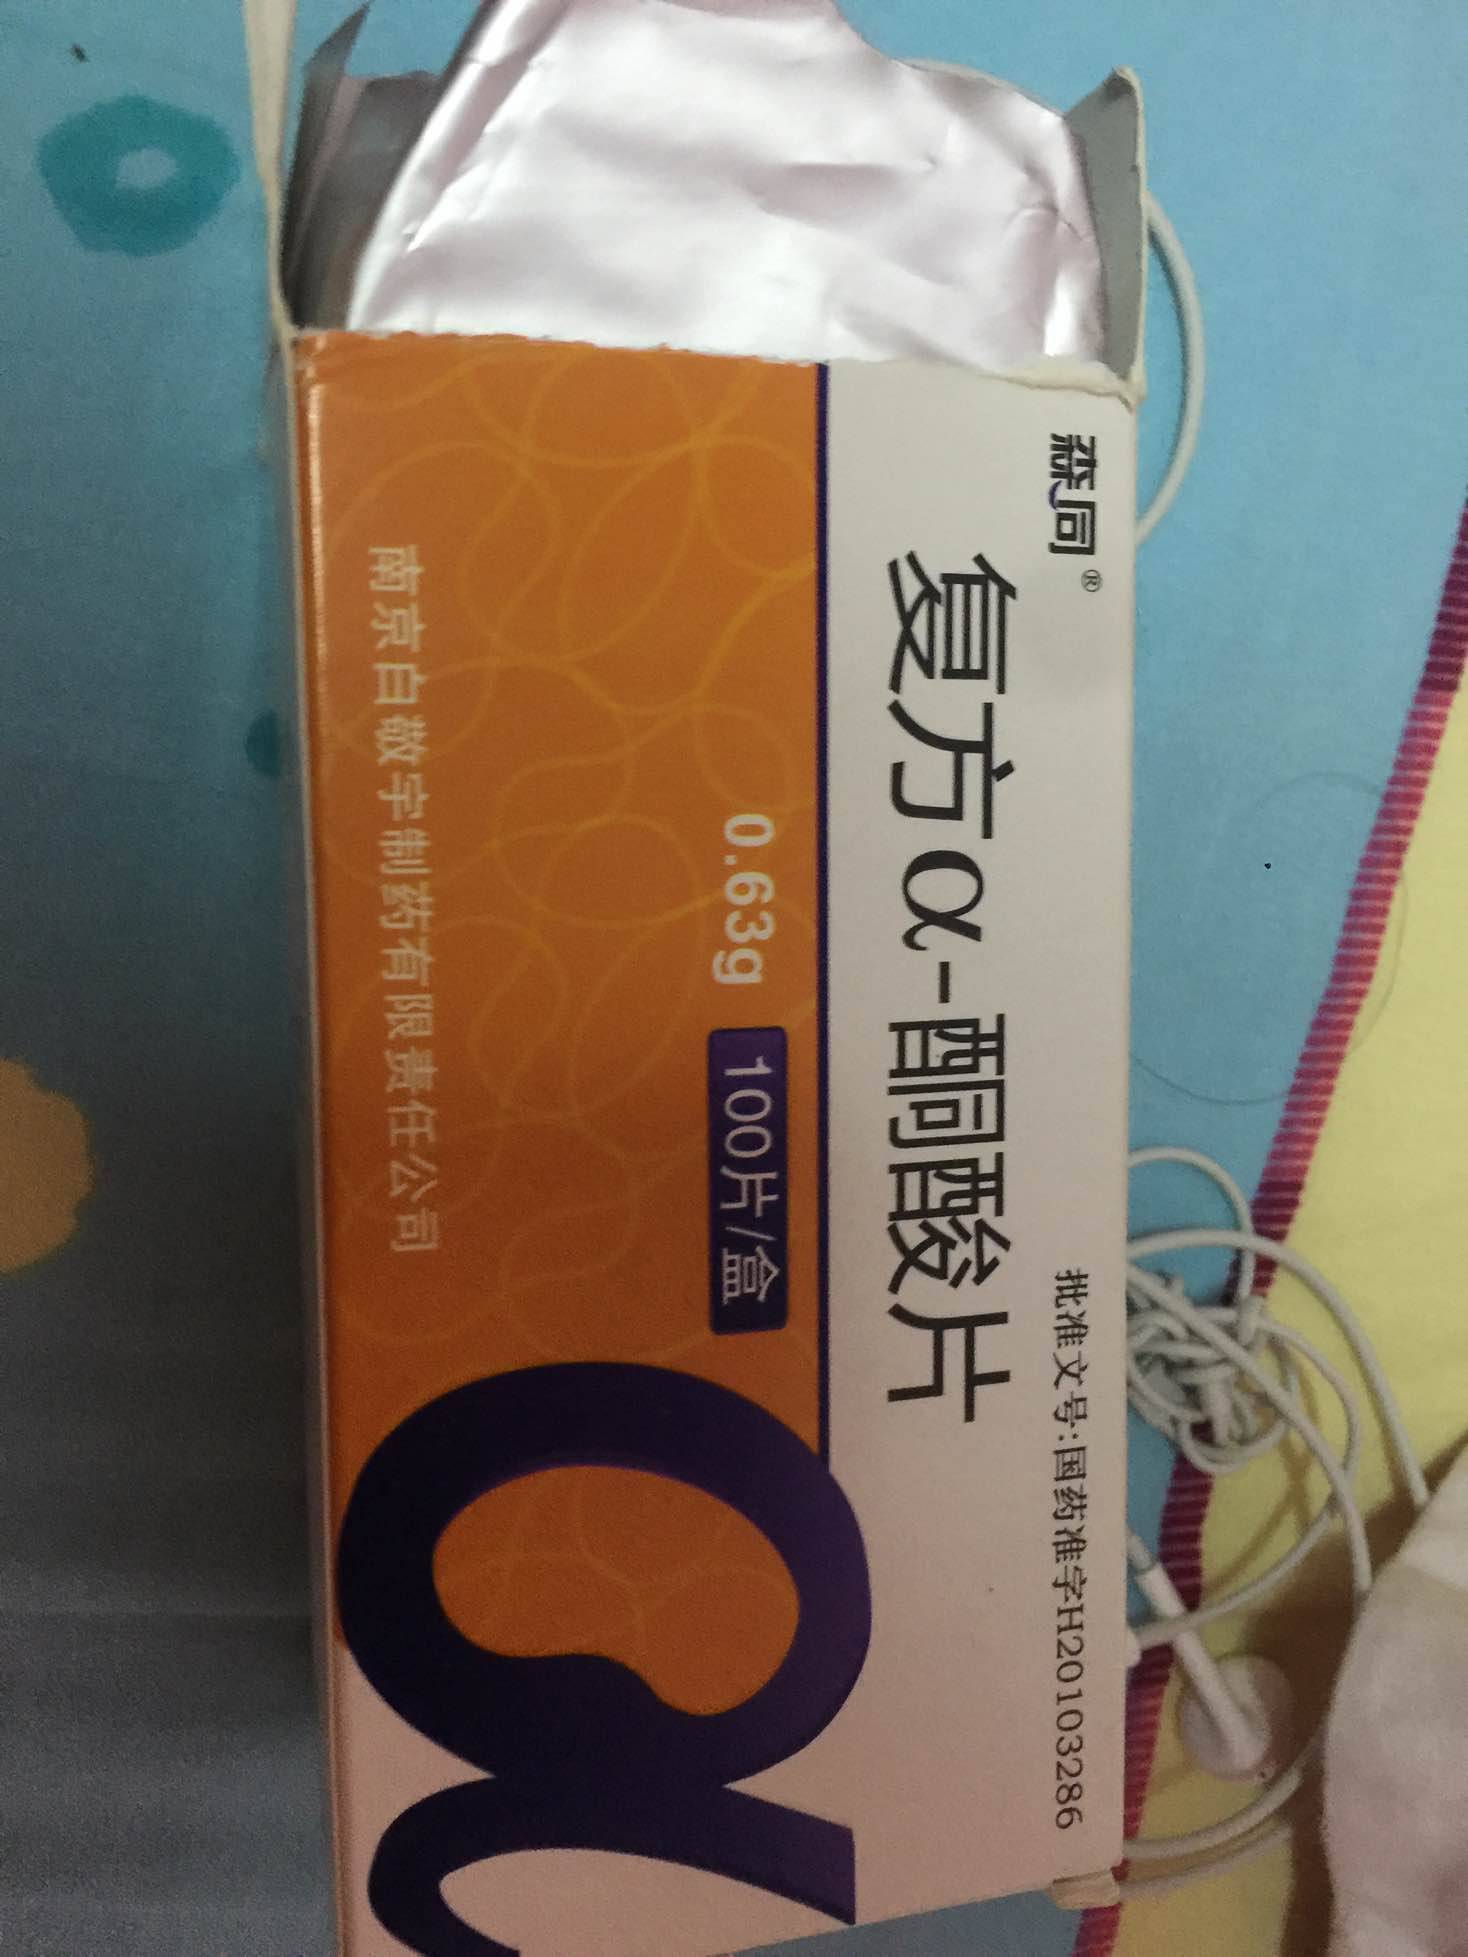 森同®
复方α-酮酸片
批准文号:国药准字H20103286
0.63g
100片/盒
南京白敬宇制药有限责任公司
α